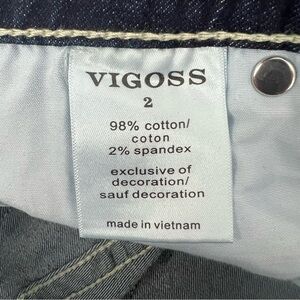 VIGOSS
2
98% cotton/
coton
2% spandex
exclusive of
decoration/
sauf decoration
made in vietnam